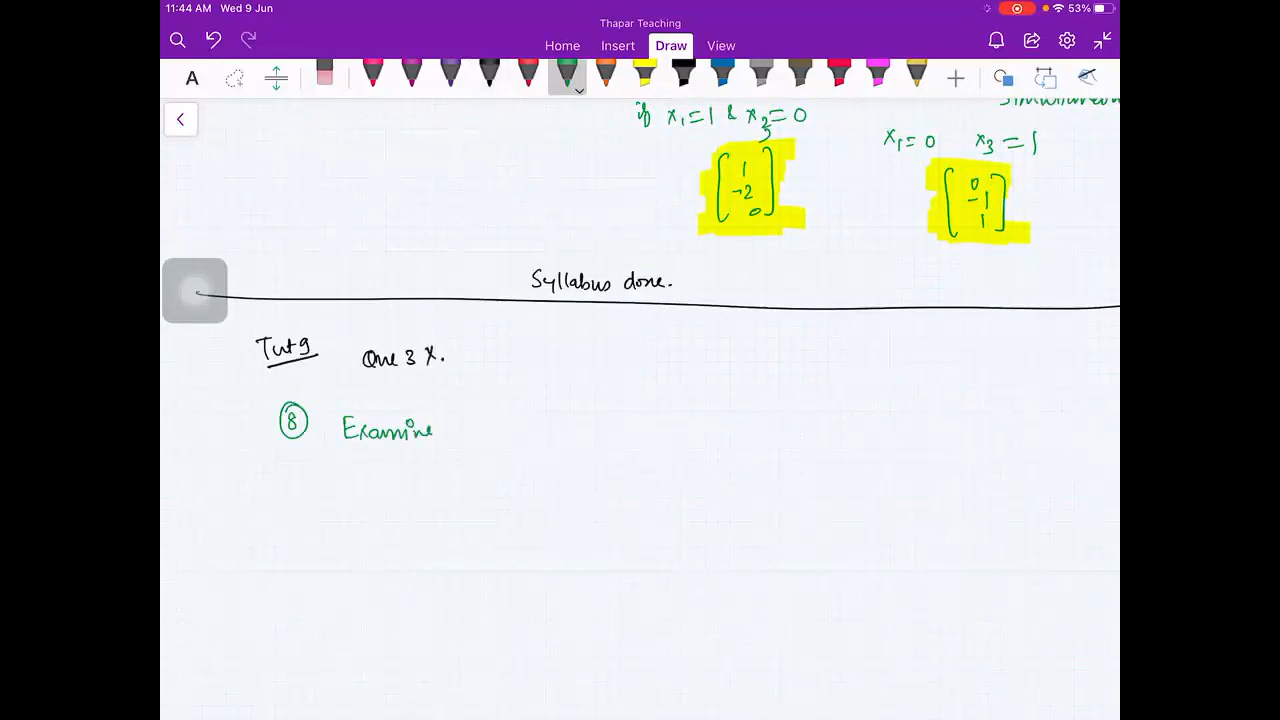 11:44 AM Wed 9 Jun
53%
Thapar Teaching
Home Insert Draw View
A
if x₁=1 & x₃=0
x₁=0 x₃=1
[1
-2
0]
[0
-1
1]
Syllabus done.
Tut 9 Que 3 X.
⑧ Examine